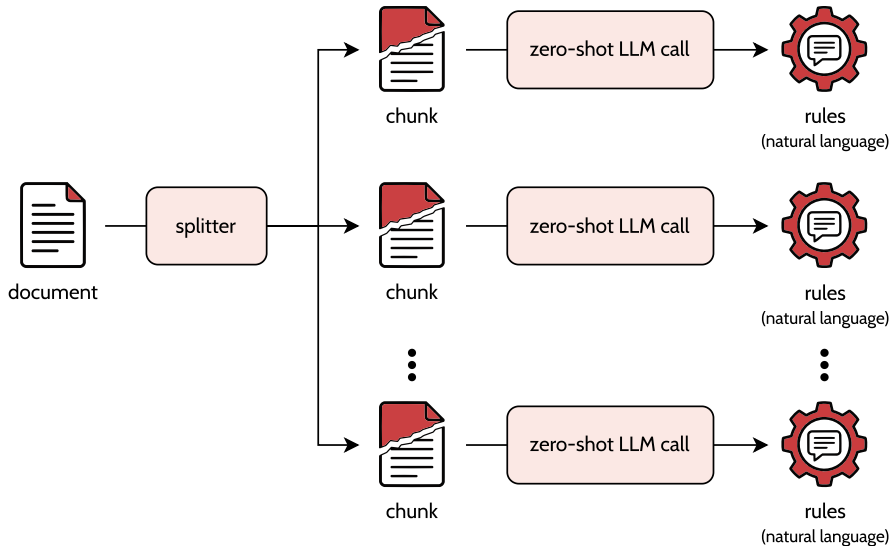 chunk
zero-shot LLM call
rules
(natural language)
document
splitter
chunk
zero-shot LLM call
rules
(natural language)
chunk
zero-shot LLM call
rules
(natural language)